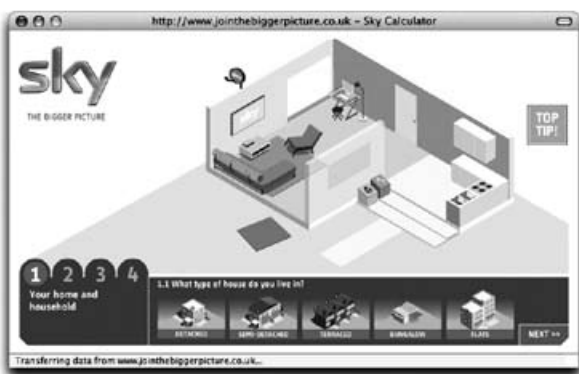 http://www.jointhebiggerpicture.co.uk – Sky Calculator
sky
THE BIGGER PICTURE
TOP
TIP!
1 2 3 4
Your home and
household
1.1 What type of house do you live in?
DETACHED SEMI-DETACHED TERRACED BUNGALOW FLATS
NEXT >>
Transferring data from www.jointhebiggerpicture.co.uk...